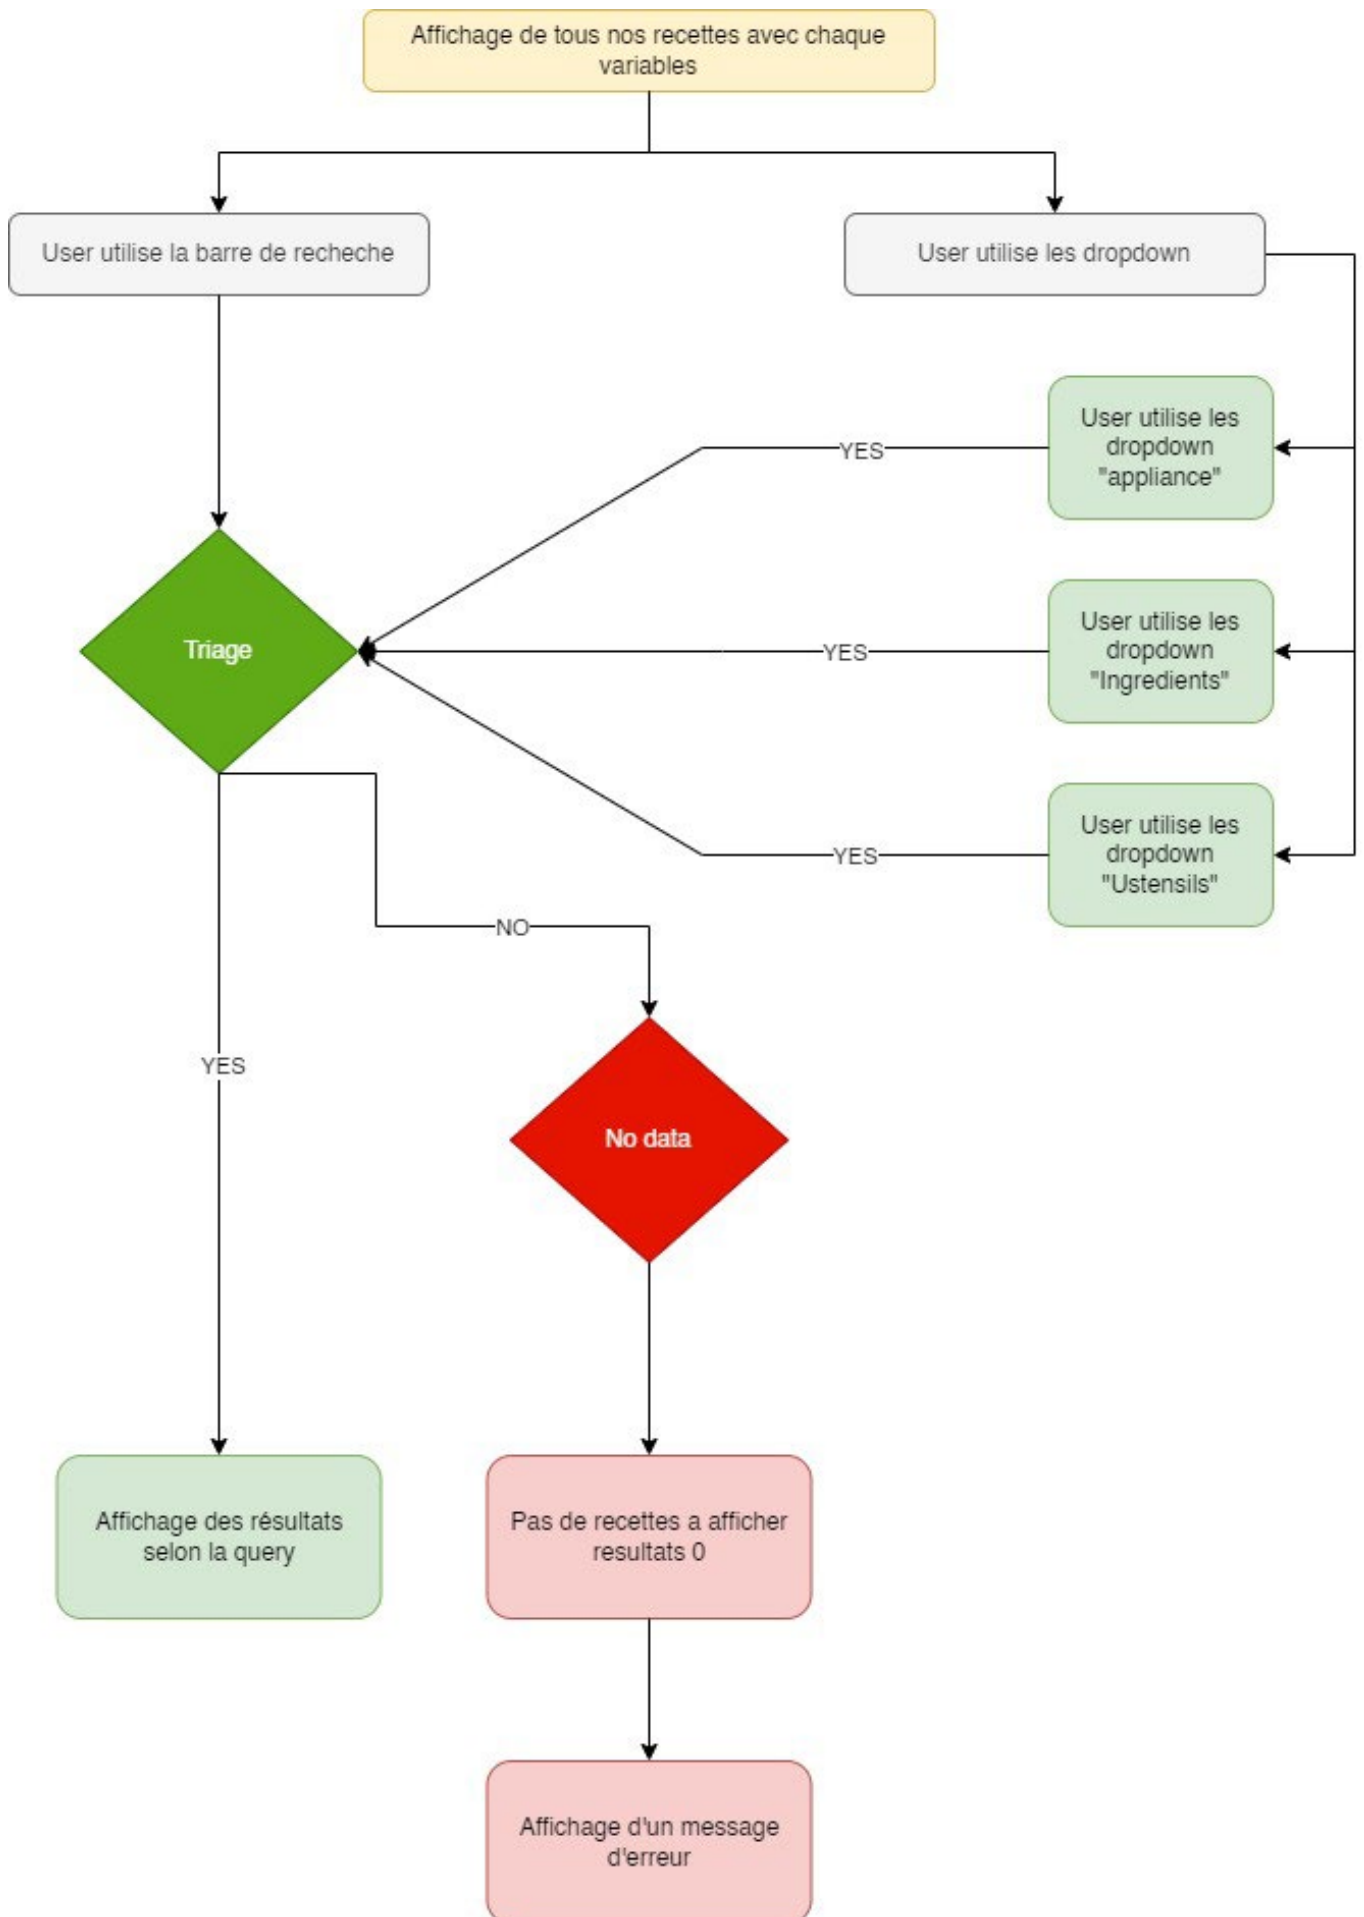 Affichage de tous nos recettes avec chaque
variables
User utilise la barre de recheche
User utilise les dropdown
User utilise les
dropdown
"appliance"
YES
User utilise les
dropdown
"Ingredients"
YES
Triage
User utilise les
dropdown
"Ustensils"
YES
NO
YES
No data
Affichage des résultats
selon la query
Pas de recettes a afficher
resultats 0
Affichage d'un message
d'erreur